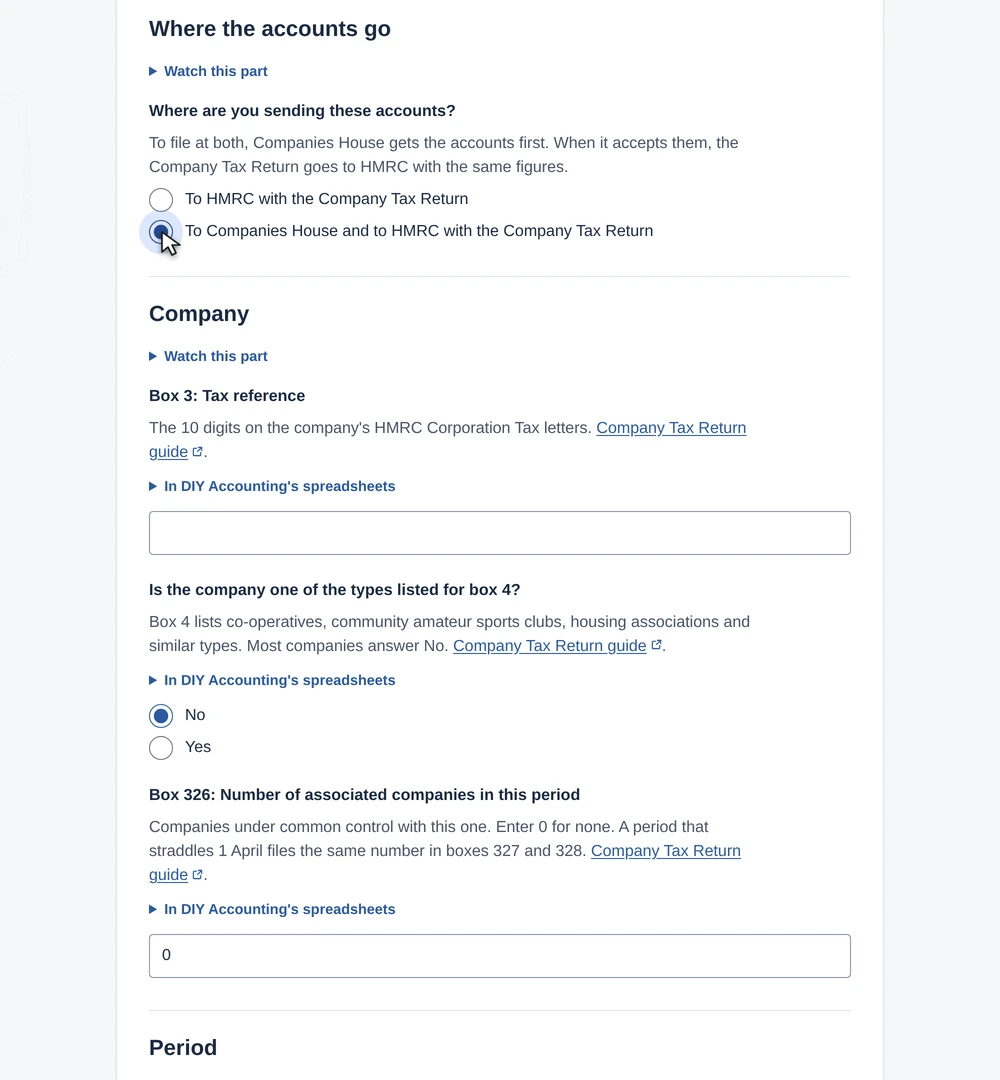 Where the accounts go
Watch this part
Where are you sending these accounts?
To file at both, Companies House gets the accounts first. When it accepts them, the
Company Tax Return goes to HMRC with the same figures.
To HMRC with the Company Tax Return
To Companies House and to HMRC with the Company Tax Return
Company
Watch this part
Box 3: Tax reference
The 10 digits on the company's HMRC Corporation Tax letters. Company Tax Return
guide.
In DIY Accounting's spreadsheets
Is the company one of the types listed for box 4?
Box 4 lists co-operatives, community amateur sports clubs, housing associations and
similar types. Most companies answer No. Company Tax Return guide.
In DIY Accounting's spreadsheets
No
Yes
Box 326: Number of associated companies in this period
Companies under common control with this one. Enter 0 for none. A period that
straddles 1 April files the same number in boxes 327 and 328. Company Tax Return
guide.
In DIY Accounting's spreadsheets
0
Period